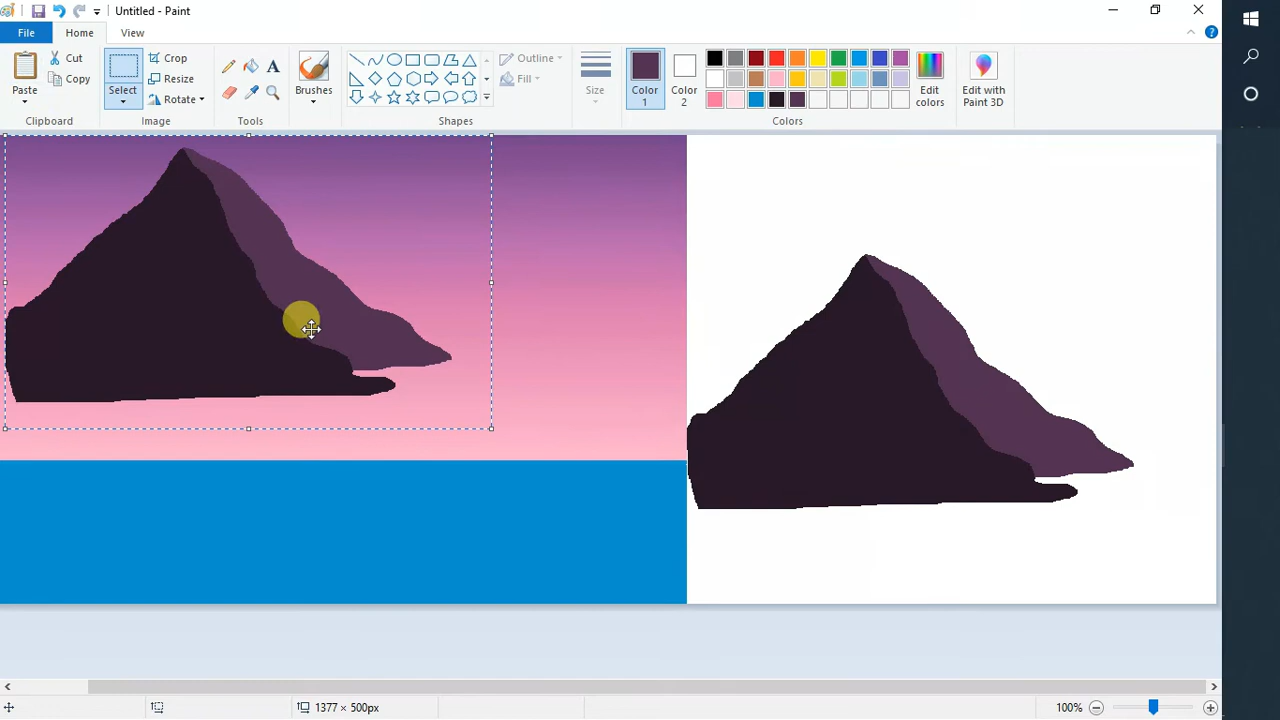 Untitled - Paint
File Home View
Paste
Cut
Copy
Clipboard
Select
Crop
Resize
Rotate
Image
A
Tools
Brushes
Outline
Fill
Shapes
Size
Color
1
Color
2
Edit
colors
Colors
Edit with
Paint 3D
1377 × 500px
100%